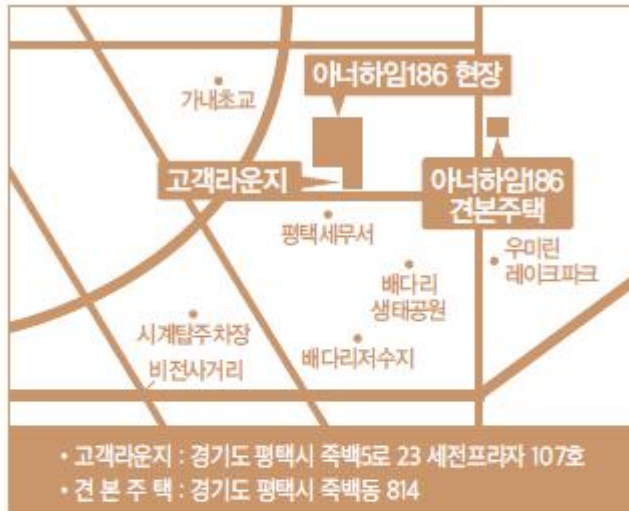 아너하임186 현장
가내초교
고객라운지
아너하임186
견본주택
평택세무서
우미린
레이크파크
배다리
생태공원
시계탑주차장
배다리저수지
비전사거리
• 고객라운지 : 경기도 평택시 죽백5로 23 세전프라자 107호
• 견 본 주 택 : 경기도 평택시 죽백동 814